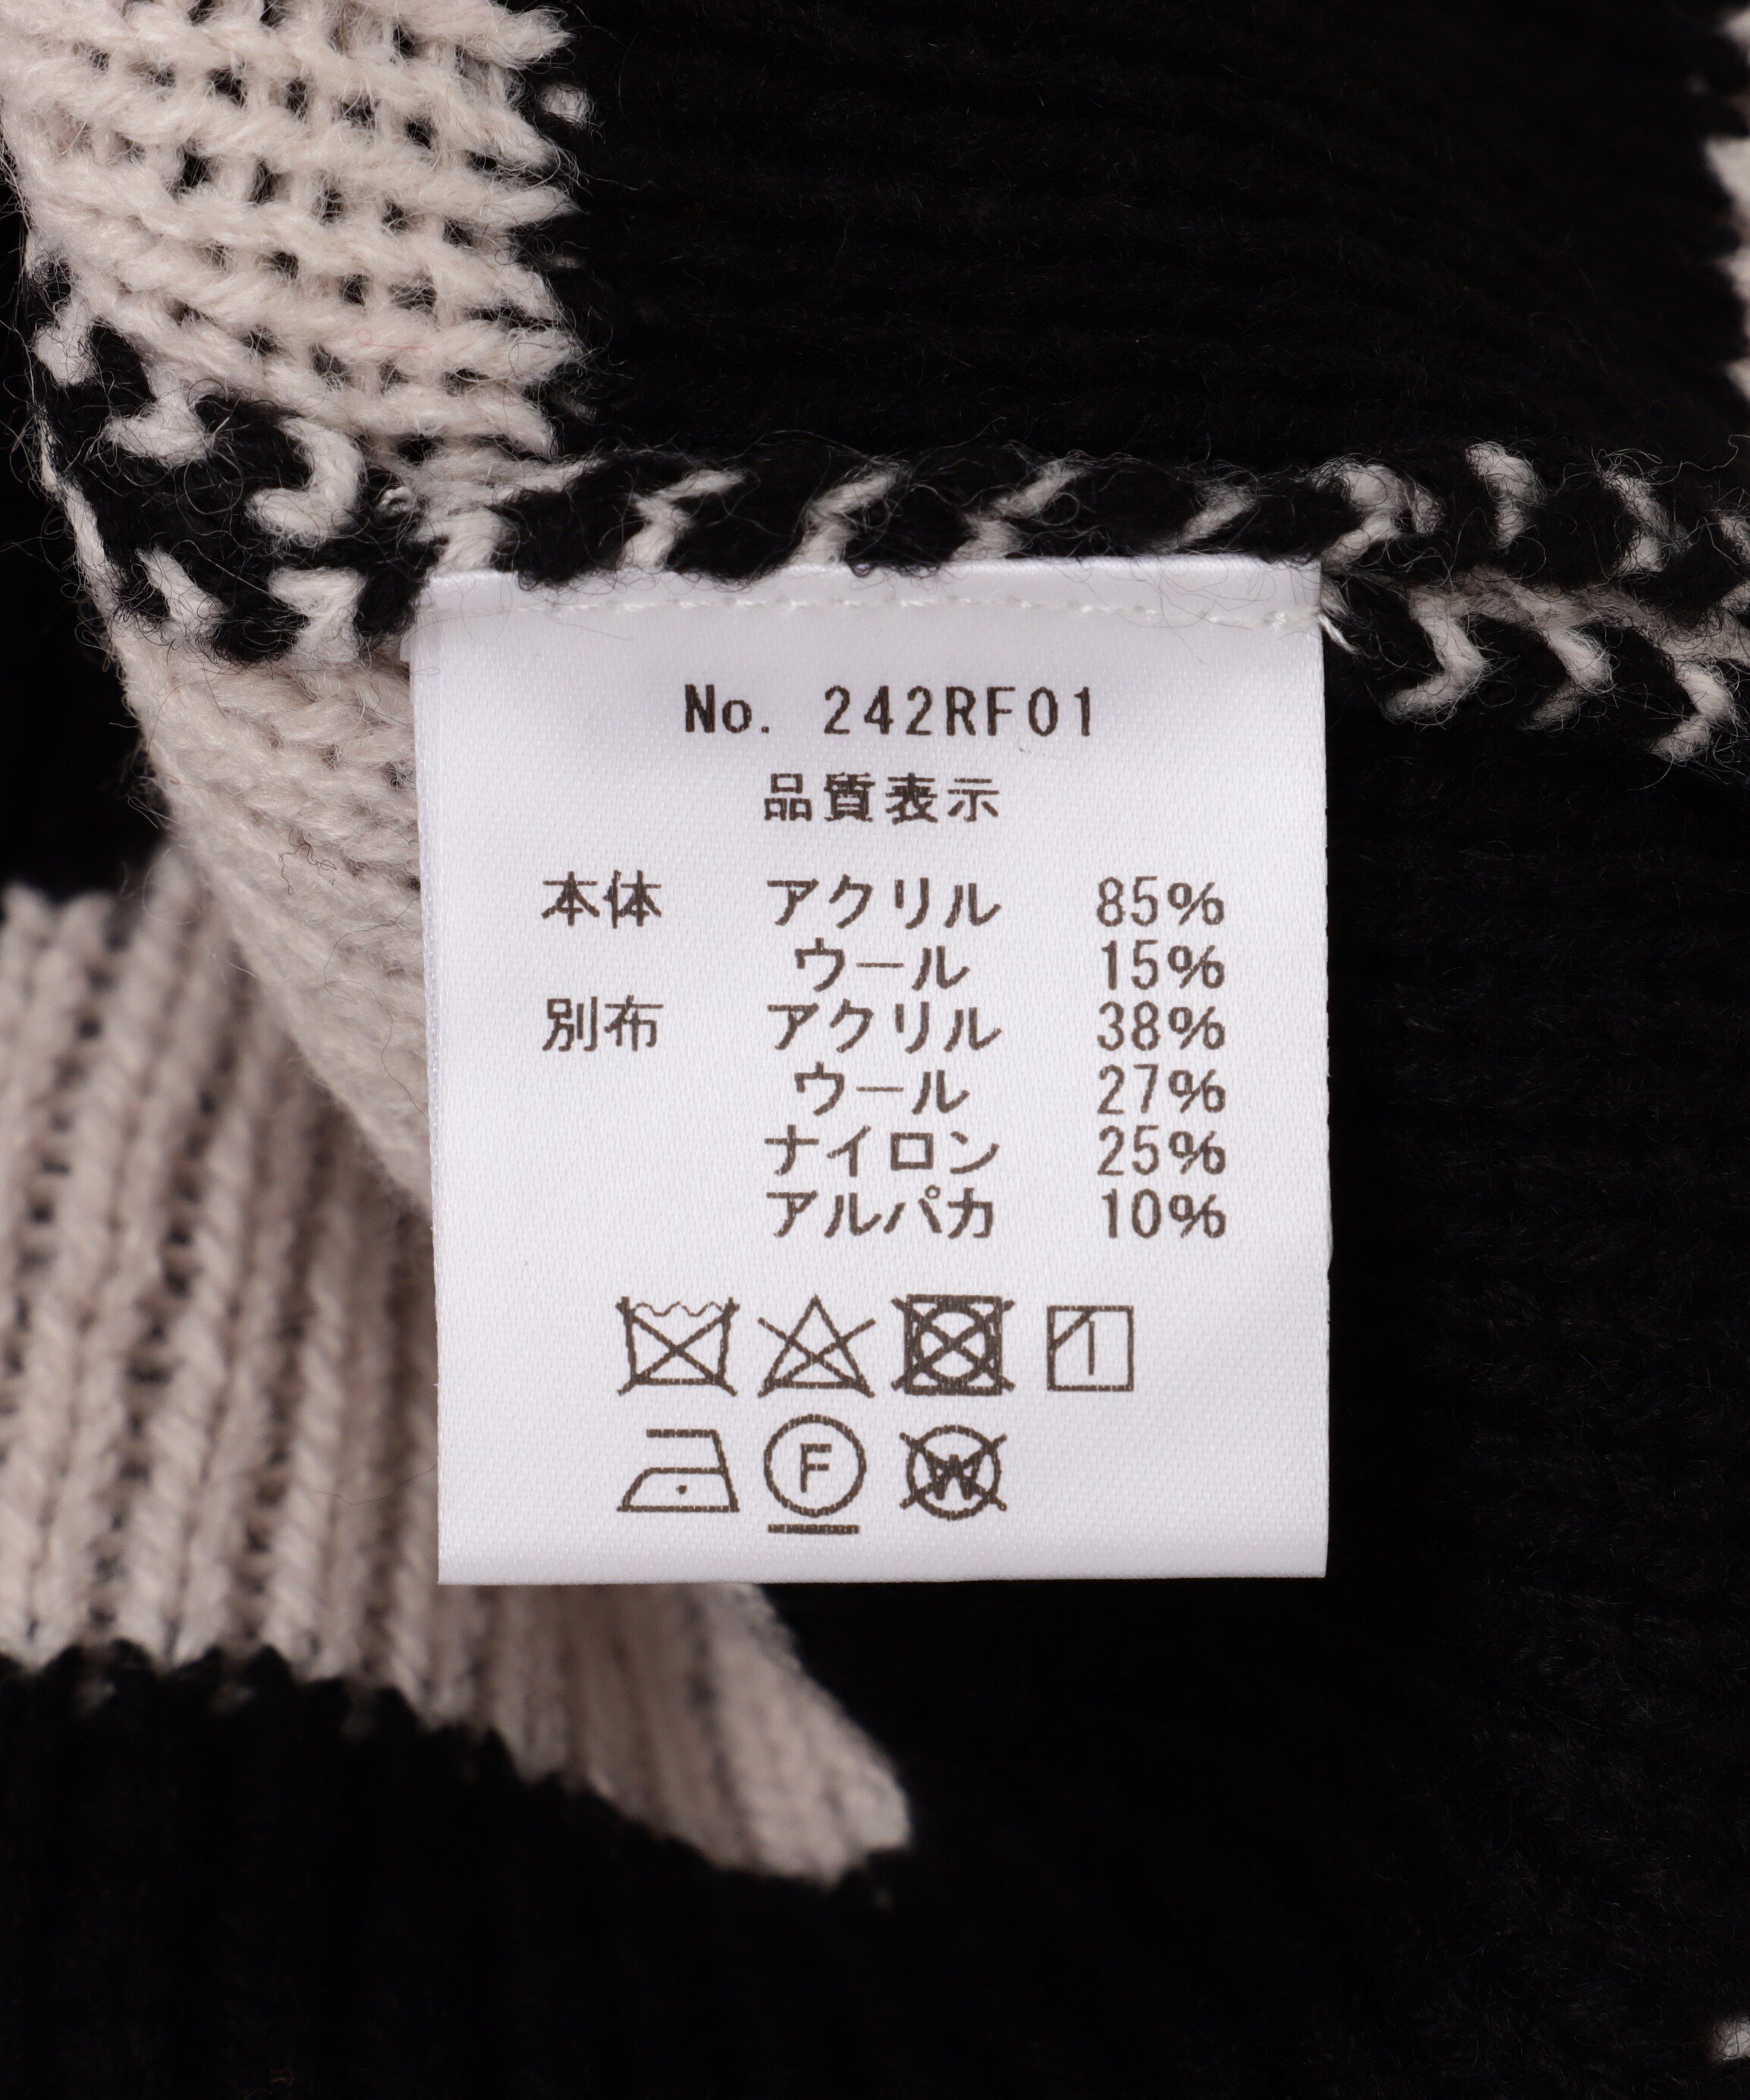 No. 242RF01
品質表示
本体 アクリル 85%
ウール 15%
別布 アクリル 38%
ウール 27%
ナイロン 25%
アルパカ 10%
F W